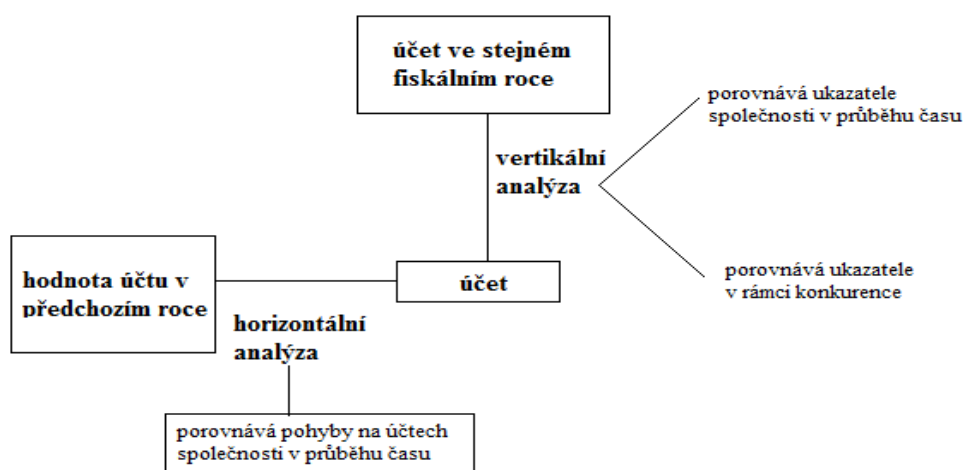 účet ve stejném
fiskálním roce
porovnává ukazatele
společnosti v průběhu času
vertikální
analýza
hodnota účtu v
předchozím roce
účet
porovnává ukazatele
v rámci konkurence
horizontální
analýza
porovnává pohyby na účtech
společnosti v průběhu času